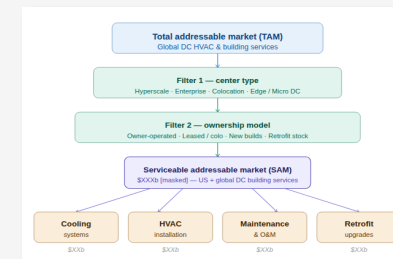 Total addressable market (TAM)
Global DC HVAC & building services
Filter 1 – center type
Hyperscale · Enterprise · Colocation · Edge / Micro DC
Filter 2 – ownership model
Owner-operated · Leased / colo · New builds · Retrofit stock
Serviceable addressable market (SAM)
$XXXb [masked] — US + global DC building services
Cooling
systems
HVAC
installation
Maintenance
& O&M
Retrofit
upgrades
$XXb
$XXb
$XXb
$XXb